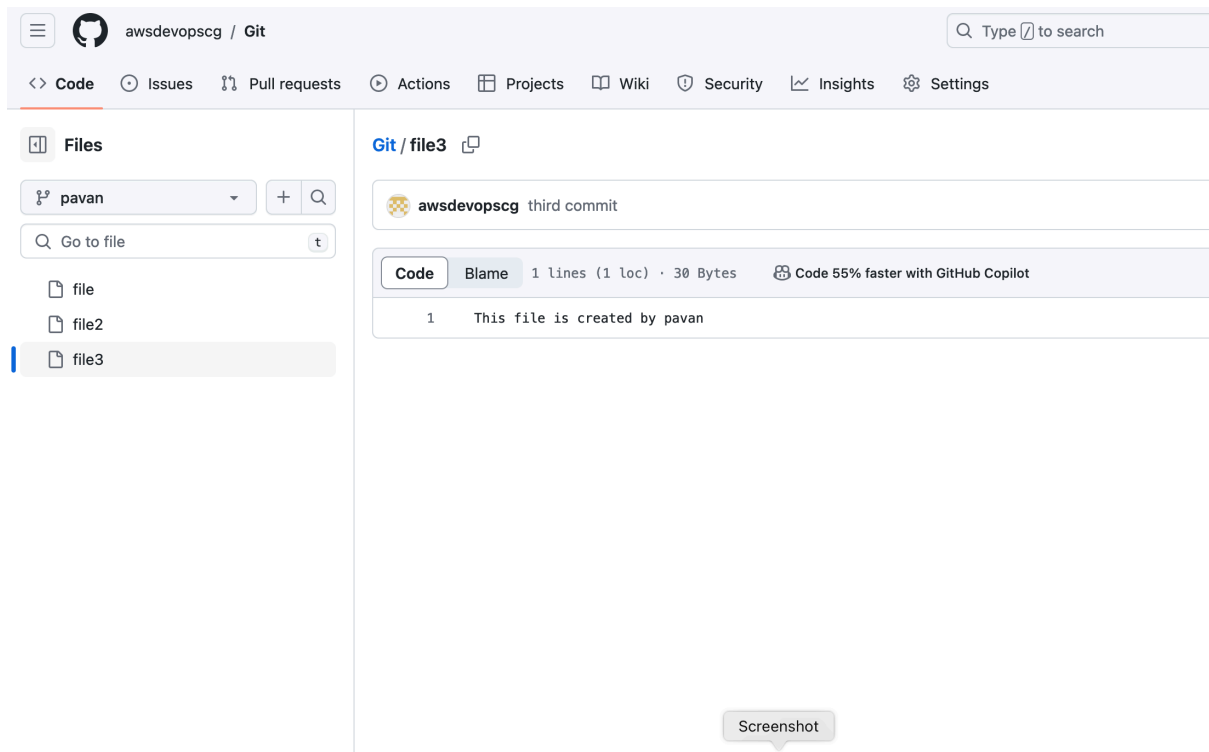 awsdevopscg / Git
Type / to search
Code Issues Pull requests Actions Projects Wiki Security Insights Settings
Files
pavan
Go to file
t
file
file2
file3
Git / file3
awsdevopscg third commit
Code Blame 1 lines (1 loc) · 30 Bytes Code 55% faster with GitHub Copilot
1 This file is created by pavan
Screenshot